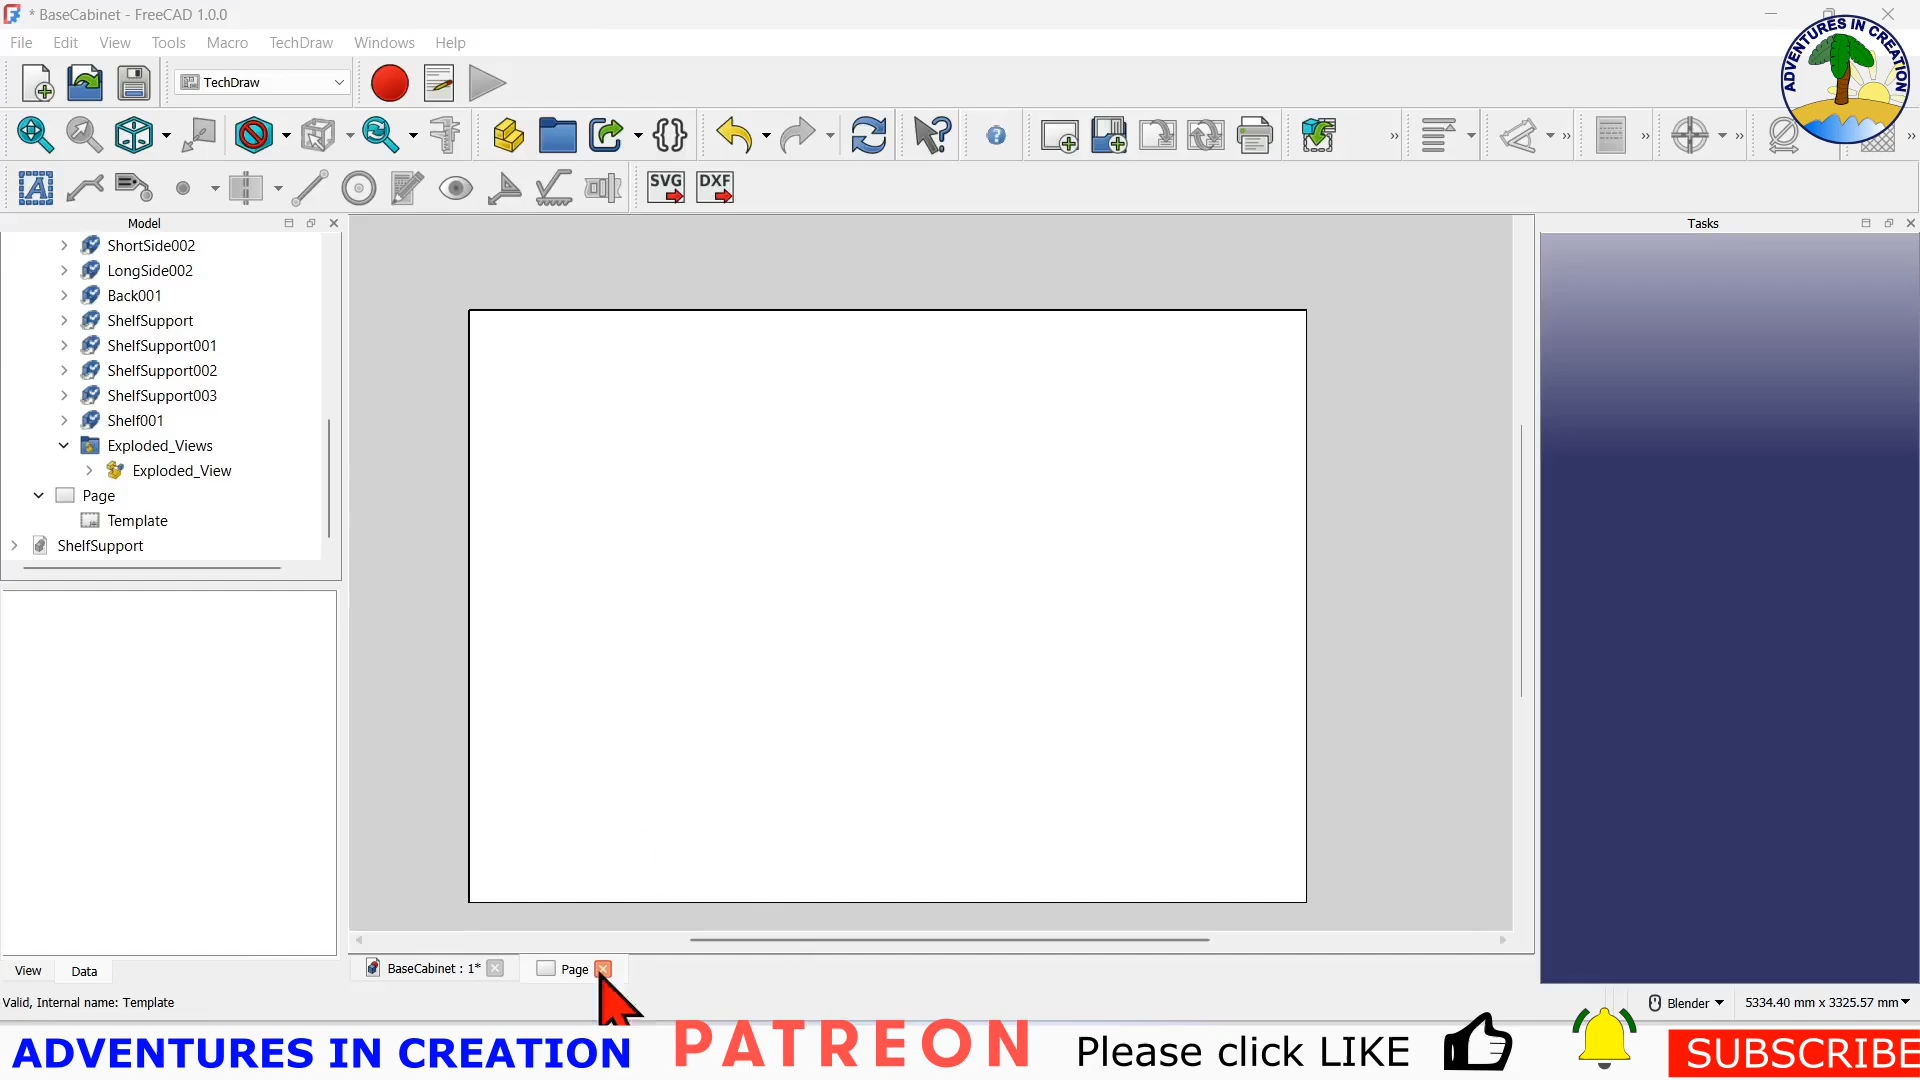 * BaseCabinet - FreeCAD 1.0.0
File Edit View Tools Macro TechDraw Windows Help
ADVENTURES IN CREATION
TechDraw
SVG DXF
Model
Tasks
ShortSide002
LongSide002
Back001
ShelfSupport
ShelfSupport001
ShelfSupport002
ShelfSupport003
Shelf001
Exploded_Views
Exploded_View
Page
Template
ShelfSupport
View Data
BaseCabinet : 1*
Page
Valid, Internal name: Template
Blender
5334.40 mm x 3325.57 mm
ADVENTURES IN CREATION
PATREON
Please click LIKE
SUBSCRIBE